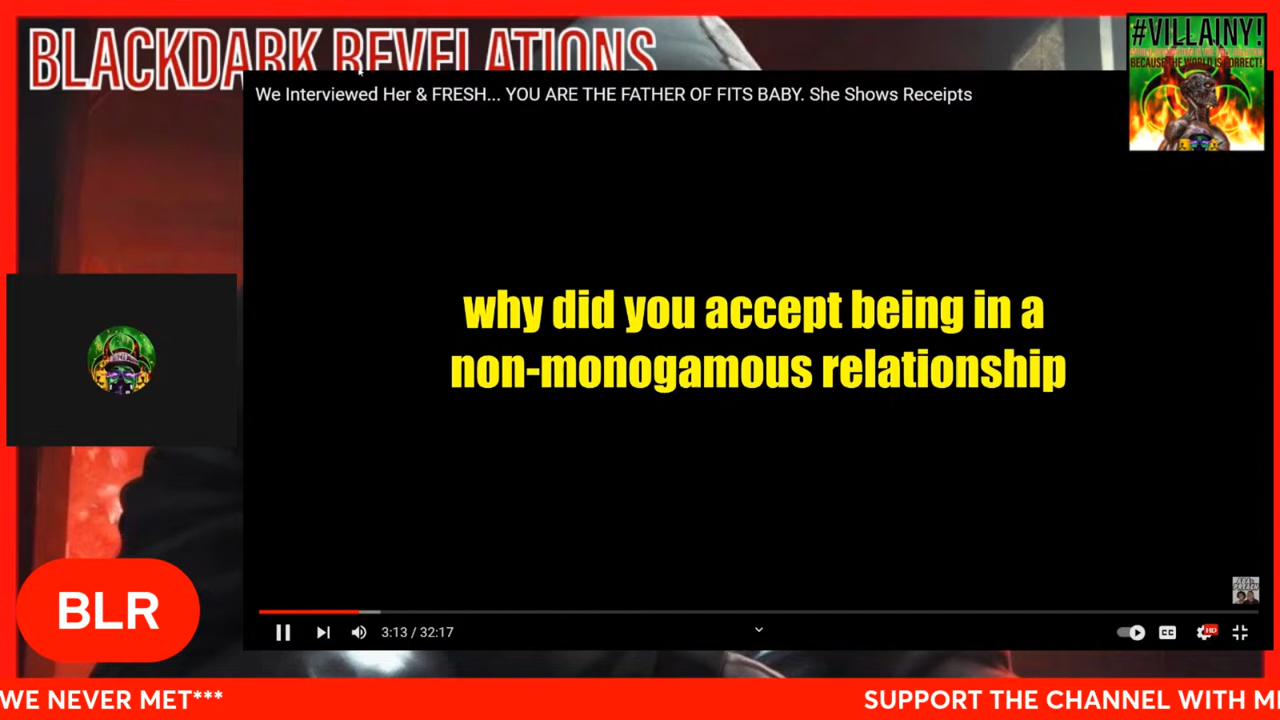 BLACKDARK REVELATIONS
#VILLAINY!
BECAUSE THE WORLD IS CORRECT!
We Interviewed Her & FRESH... YOU ARE THE FATHER OF FITS BABY. She Shows Receipts
why did you accept being in a
non-monogamous relationship
BLR
3:13 / 32:17
CC
HD
WE NEVER MET***
SUPPORT THE CHANNEL WITH